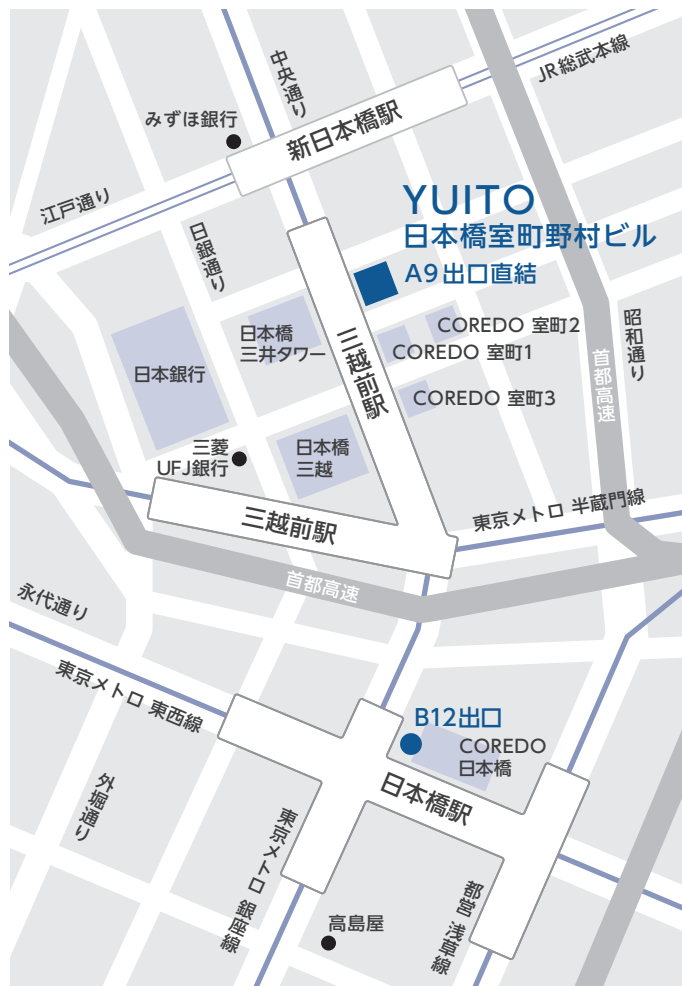 中央通り
JR総武本線
みずほ銀行
新日本橋駅
江戸通り
YUITO
日本橋室町野村ビル
A9出口直結
日銀通り
COREDO 室町2
昭和通り
日本橋
三井タワー
三越前駅
COREDO 室町1
首都高速
日本銀行
COREDO 室町3
三菱
UFJ銀行
日本橋
三越
東京メトロ 半蔵門線
三越前駅
首都高速
永代通り
東京メトロ 東西線
B12出口
COREDO
日本橋
日本橋駅
外堀通り
東京メトロ 銀座線
都営 浅草線
高島屋